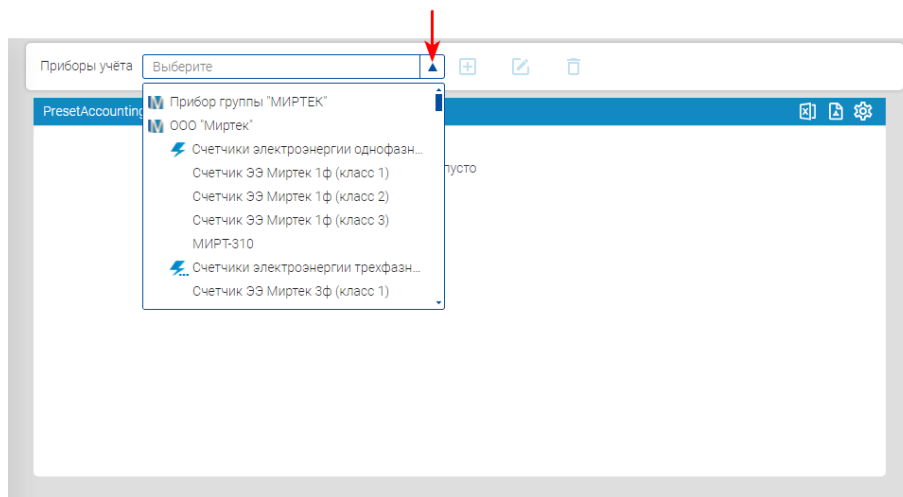 Приборы учёта Выберите
Прибор группы "МИРТЕК"
PresetAccounting
ООО "Миртек"
Счетчики электроэнергии однофазн...
Счетчик ЭЭ Миртек 1ф (класс 1)
пусто
Счетчик ЭЭ Миртек 1ф (класс 2)
Счетчик ЭЭ Миртек 1ф (класс 3)
МИРТ-310
Счетчики электроэнергии трехфазн...
Счетчик ЭЭ Миртек 3ф (класс 1)